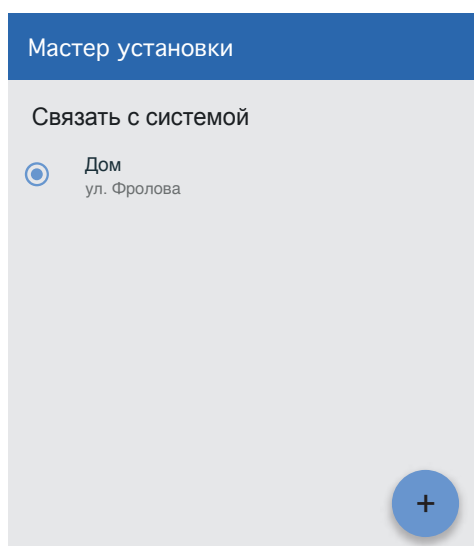 Мастер установки
Связать с системой
Дом
ул. Фролова
+